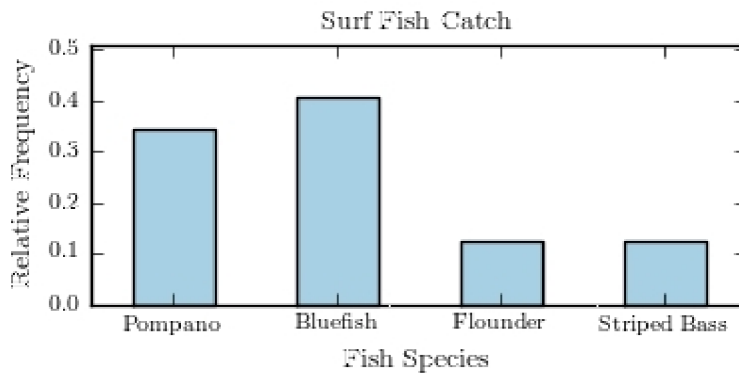 Surf Fish Catch
0.5
0.4
0.3
0.2
0.1
0.0
Relative Frequency
Pompano Bluefish Flounder Striped Bass
Fish Species